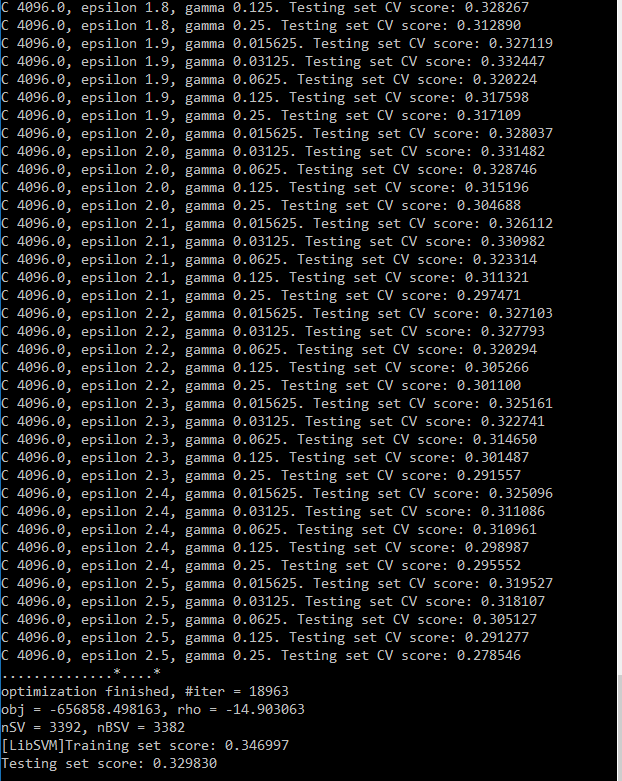 C 4096.0, epsilon 1.8, gamma 0.125. Testing set CV score: 0.328267
C 4096.0, epsilon 1.8, gamma 0.25. Testing set CV score: 0.312890
C 4096.0, epsilon 1.9, gamma 0.015625. Testing set CV score: 0.327119
C 4096.0, epsilon 1.9, gamma 0.03125. Testing set CV score: 0.332447
C 4096.0, epsilon 1.9, gamma 0.0625. Testing set CV score: 0.320224
C 4096.0, epsilon 1.9, gamma 0.125. Testing set CV score: 0.317598
C 4096.0, epsilon 1.9, gamma 0.25. Testing set CV score: 0.317109
C 4096.0, epsilon 2.0, gamma 0.015625. Testing set CV score: 0.328037
C 4096.0, epsilon 2.0, gamma 0.03125. Testing set CV score: 0.331482
C 4096.0, epsilon 2.0, gamma 0.0625. Testing set CV score: 0.328746
C 4096.0, epsilon 2.0, gamma 0.125. Testing set CV score: 0.315196
C 4096.0, epsilon 2.0, gamma 0.25. Testing set CV score: 0.304688
C 4096.0, epsilon 2.1, gamma 0.015625. Testing set CV score: 0.326112
C 4096.0, epsilon 2.1, gamma 0.03125. Testing set CV score: 0.330982
C 4096.0, epsilon 2.1, gamma 0.0625. Testing set CV score: 0.323314
C 4096.0, epsilon 2.1, gamma 0.125. Testing set CV score: 0.311321
C 4096.0, epsilon 2.1, gamma 0.25. Testing set CV score: 0.297471
C 4096.0, epsilon 2.2, gamma 0.015625. Testing set CV score: 0.327103
C 4096.0, epsilon 2.2, gamma 0.03125. Testing set CV score: 0.327793
C 4096.0, epsilon 2.2, gamma 0.0625. Testing set CV score: 0.320294
C 4096.0, epsilon 2.2, gamma 0.125. Testing set CV score: 0.305266
C 4096.0, epsilon 2.2, gamma 0.25. Testing set CV score: 0.301100
C 4096.0, epsilon 2.3, gamma 0.015625. Testing set CV score: 0.325161
C 4096.0, epsilon 2.3, gamma 0.03125. Testing set CV score: 0.322741
C 4096.0, epsilon 2.3, gamma 0.0625. Testing set CV score: 0.314650
C 4096.0, epsilon 2.3, gamma 0.125. Testing set CV score: 0.301487
C 4096.0, epsilon 2.3, gamma 0.25. Testing set CV score: 0.291557
C 4096.0, epsilon 2.4, gamma 0.015625. Testing set CV score: 0.325096
C 4096.0, epsilon 2.4, gamma 0.03125. Testing set CV score: 0.311086
C 4096.0, epsilon 2.4, gamma 0.0625. Testing set CV score: 0.310961
C 4096.0, epsilon 2.4, gamma 0.125. Testing set CV score: 0.298987
C 4096.0, epsilon 2.4, gamma 0.25. Testing set CV score: 0.295552
C 4096.0, epsilon 2.5, gamma 0.015625. Testing set CV score: 0.319527
C 4096.0, epsilon 2.5, gamma 0.03125. Testing set CV score: 0.318107
C 4096.0, epsilon 2.5, gamma 0.0625. Testing set CV score: 0.305127
C 4096.0, epsilon 2.5, gamma 0.125. Testing set CV score: 0.291277
C 4096.0, epsilon 2.5, gamma 0.25. Testing set CV score: 0.278546
..............*....*
optimization finished, #iter = 18963
obj = -656858.498163, rho = -14.903063
nSV = 3392, nBSV = 3382
[LibSVM]Training set score: 0.346997
Testing set score: 0.329830